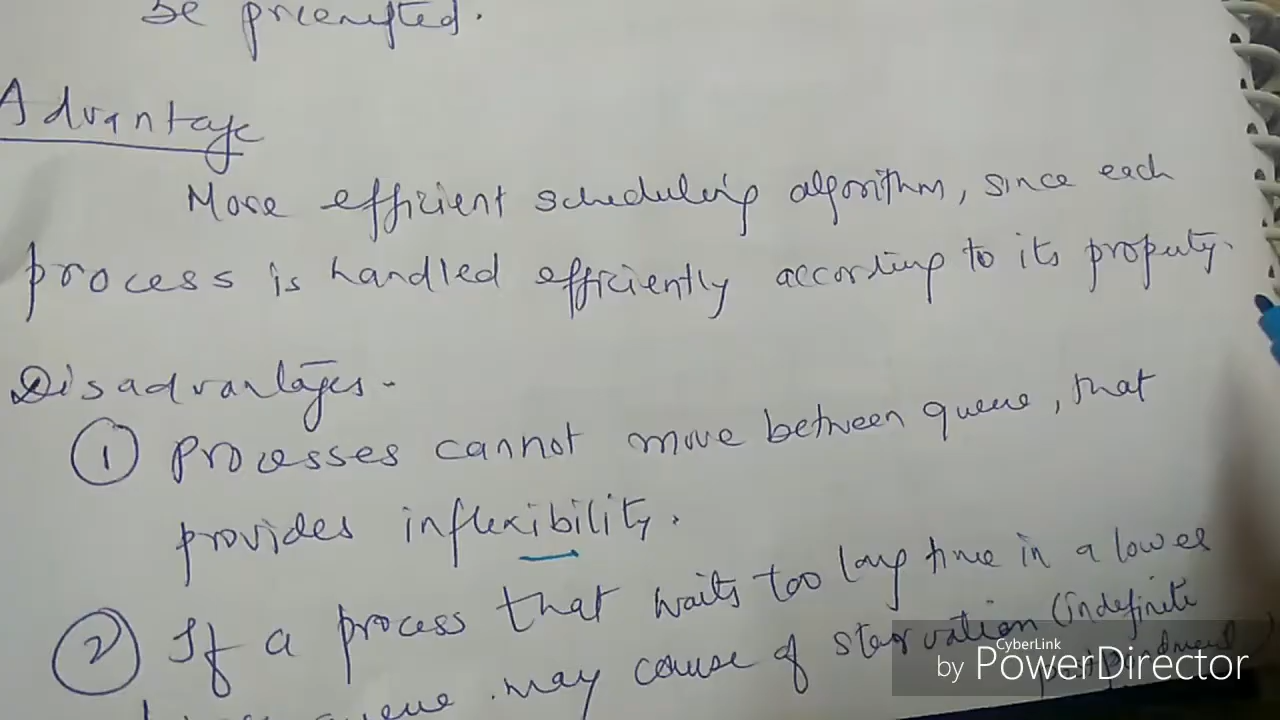 be preempted.
Advantage
More efficient scheduling algorithm, since each
process is handled efficiently according to its property.
Disadvantages -
① Processes cannot move between queue, that
provides inflexibility.
② If a process that waits too long time in a lower
queue may cause of starvation (indefinite
CyberLink
by PowerDirector